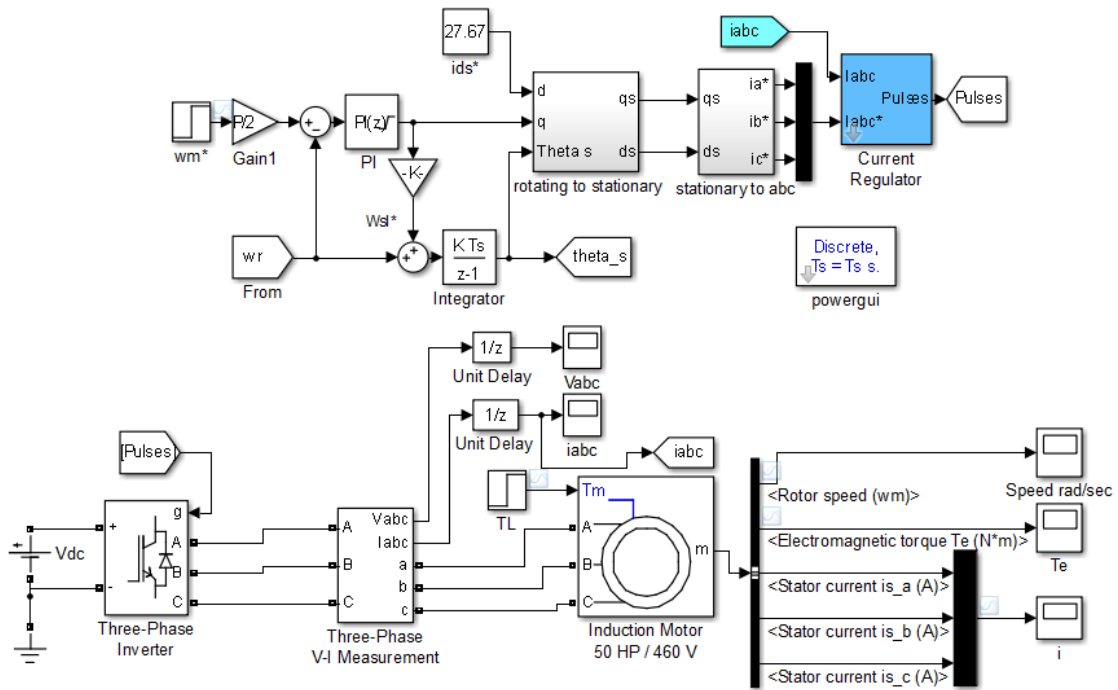 27.67
ids*
iabc
wm*
P/2
Gain1
+
-
PI(z)
PI
-K-
Wsl*
d
q
Theta s
qs
ds
rotating to stationary
qs
ds
ia*
ib*
ic*
stationary to abc
Iabc
Iabc*
Pulses
Current
Regulator
Pulses
wr
From
+
+
K Ts
z-1
Integrator
theta_s
Discrete,
Ts = Ts s.
powergui
1/z
Unit Delay
Vabc
1/z
Unit Delay
iabc
iabc
[Pulses]
+
Vdc
g
+
-
A
B
C
Three-Phase
Inverter
A
B
C
Vabc
Iabc
a
b
c
Three-Phase
V-I Measurement
TL
Tm
A
B
C
m
Induction Motor
50 HP / 460 V
<Rotor speed (wm)>
Speed rad/sec
<Electromagnetic torque Te (N*m)>
Te
<Stator current is_a (A)>
<Stator current is_b (A)>
<Stator current is_c (A)>
i